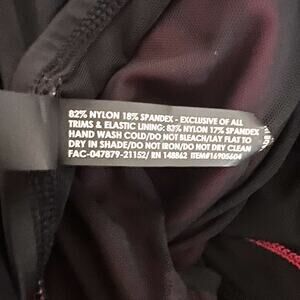 82% NYLON 18% SPANDEX - EXCLUSIVE OF ALL
TRIMS & ELASTIC LINING: 83% NYLON 17% SPANDEX
HAND WASH COLD/DO NOT BLEACH/LAY FLAT TO
DRY IN SHADE/DO NOT IRON/DO NOT DRY CLEAN
FAC-047879-21152/ RN 148862 ITEM#16905604